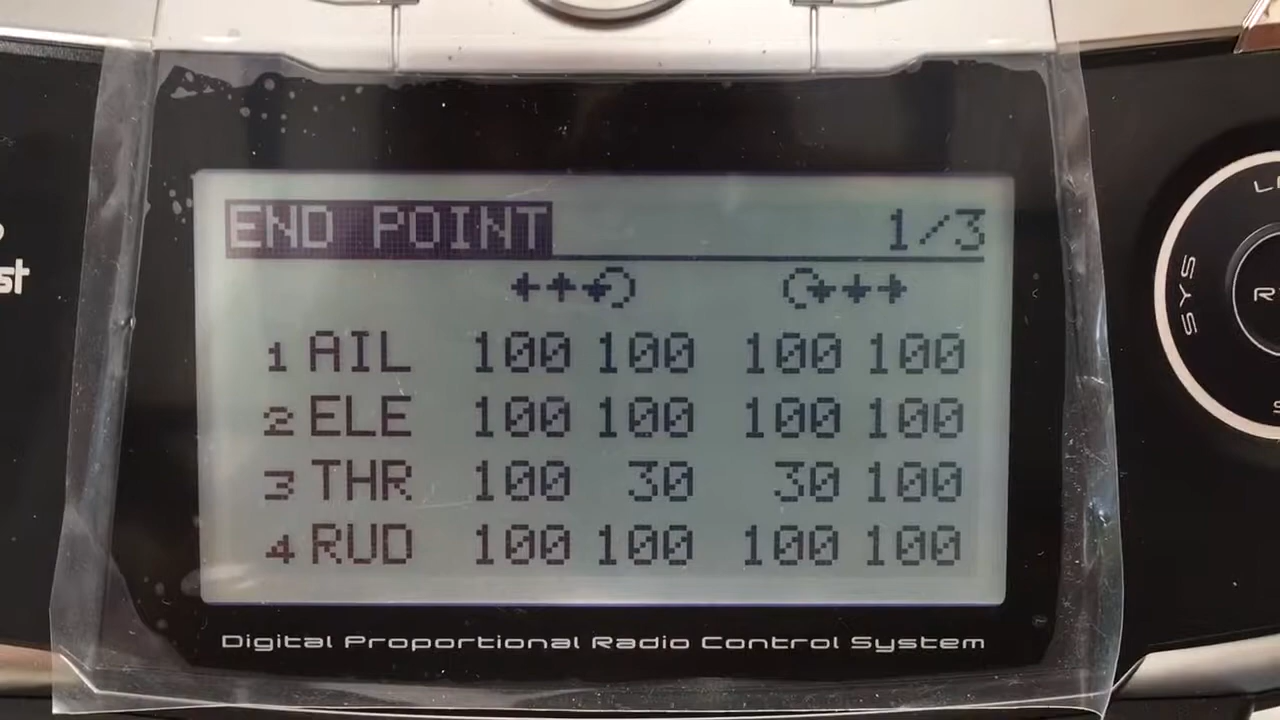 END POINT 1/3
1 AIL 100 100 100 100
2 ELE 100 100 100 100
3 THR 100 30 30 100
4 RUD 100 100 100 100
Digital Proportional Radio Control System
SYS